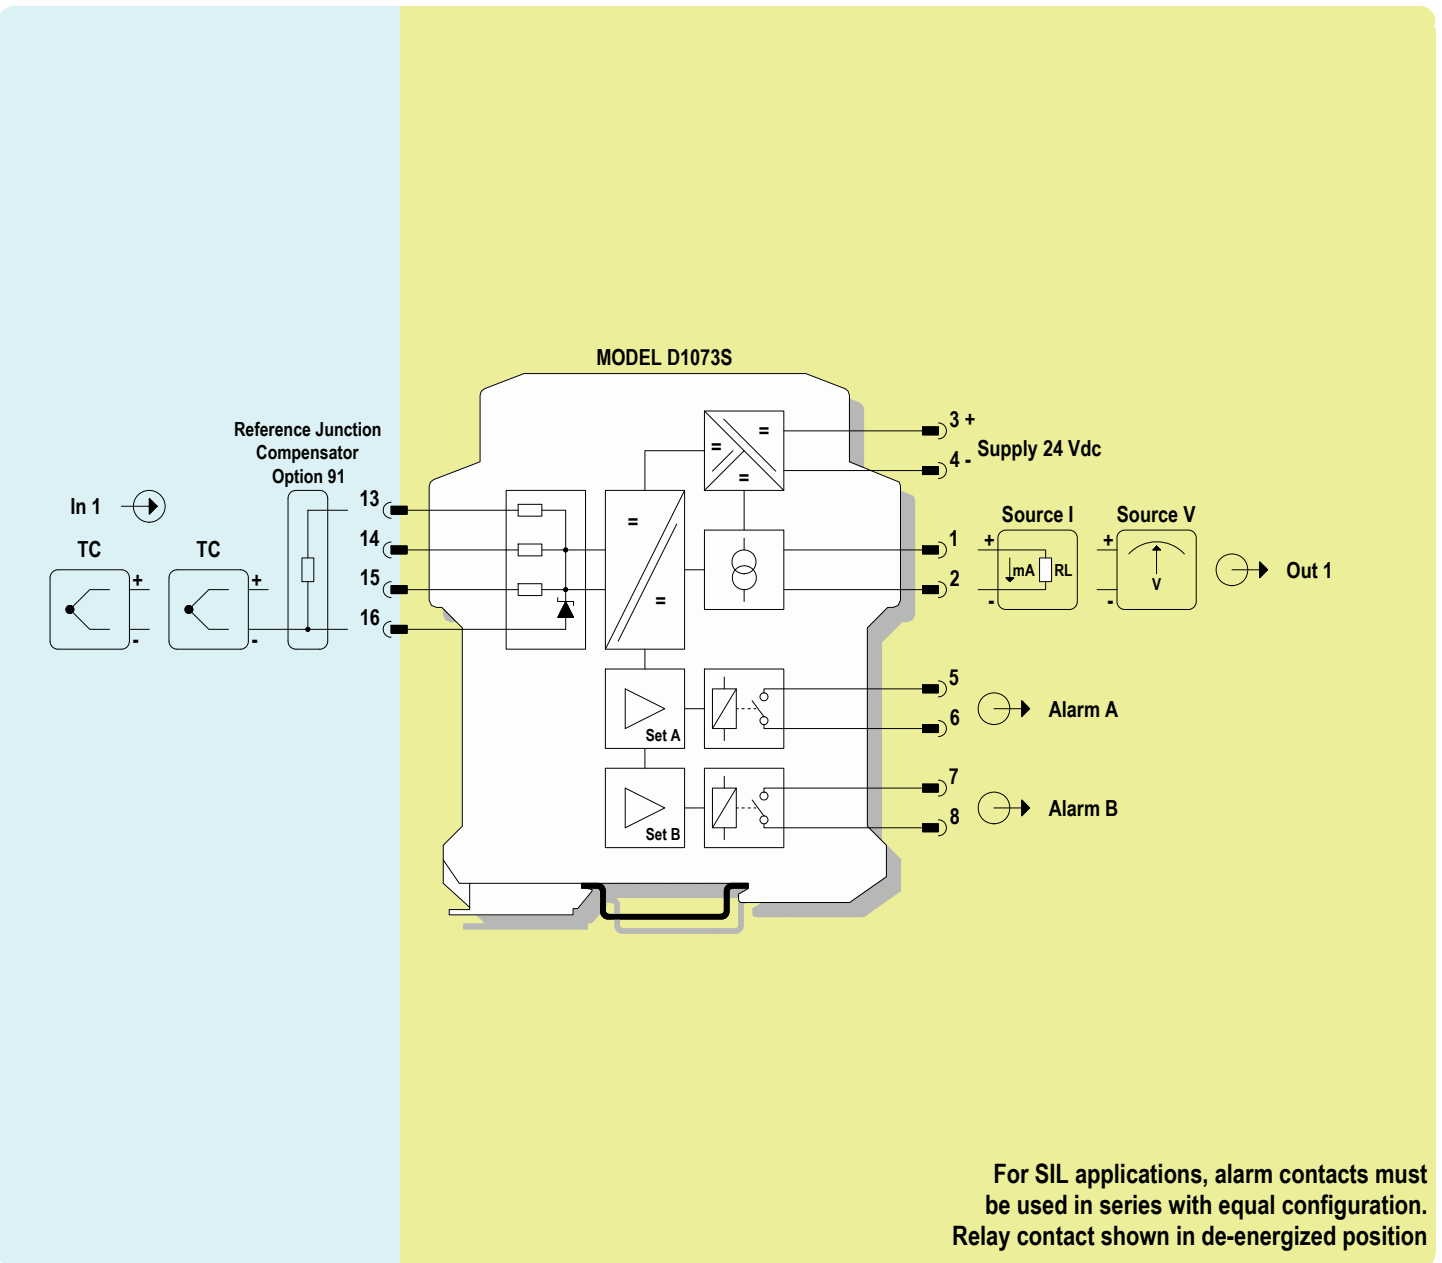 MODEL D1073S
Reference Junction
Compensator
Option 91
In 1
TC
+
-
TC
+
-
13
14
15
16
=
=
=
=
=
3 +
4 -
Supply 24 Vdc
1
2
Source I
+
mA
RL
-
Source V
+
V
-
Out 1
Set A
5
6
Alarm A
Set B
7
8
Alarm B
For SIL applications, alarm contacts must
be used in series with equal configuration.
Relay contact shown in de-energized position